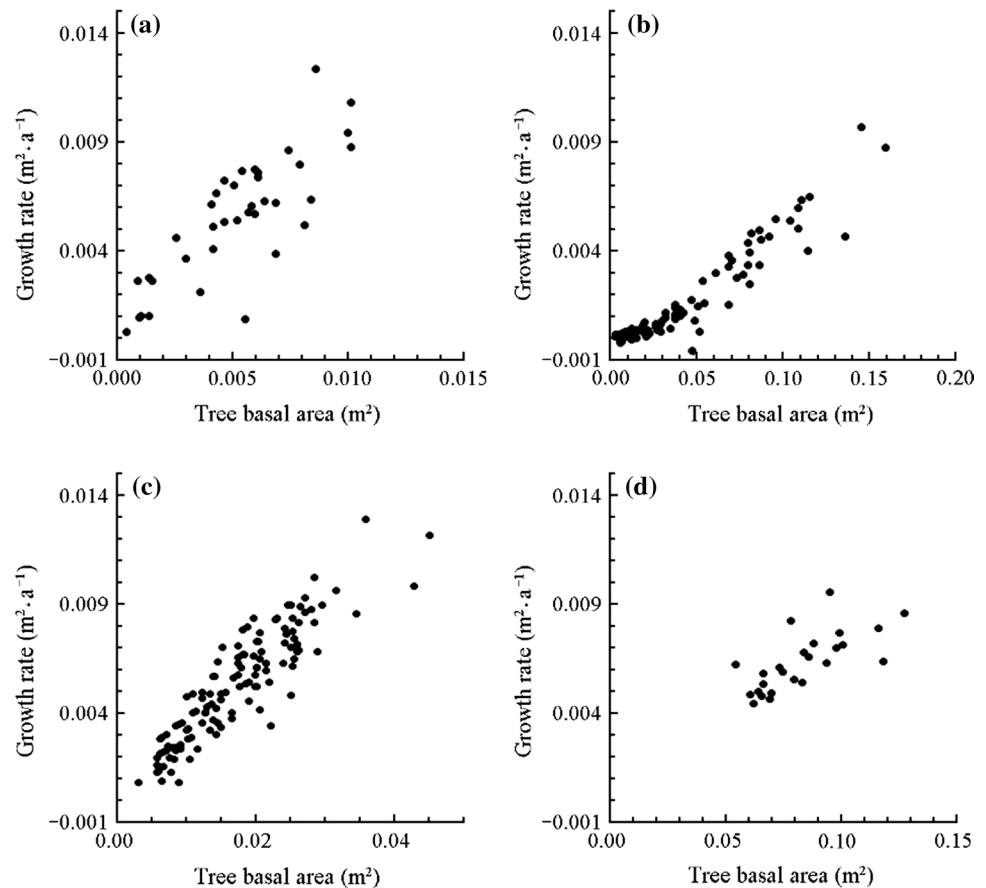 (a)
0.014
0.009
0.004
−0.001
Growth rate (m²·a⁻¹)
0.000
0.005
0.010
0.015
Tree basal area (m²)
(b)
0.014
0.009
0.004
−0.001
Growth rate (m²·a⁻¹)
0.00
0.05
0.10
0.15
0.20
Tree basal area (m²)
(c)
0.014
0.009
0.004
−0.001
Growth rate (m²·a⁻¹)
0.00
0.02
0.04
Tree basal area (m²)
(d)
0.014
0.009
0.004
−0.001
Growth rate (m²·a⁻¹)
0.00
0.05
0.10
0.15
Tree basal area (m²)